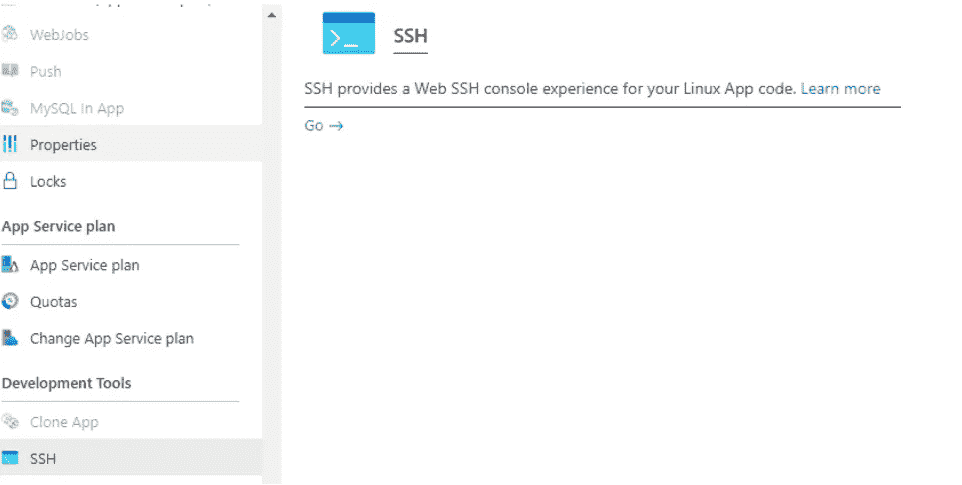 WebJobs
Push
MySQL In App
Properties
Locks
App Service plan
App Service plan
Quotas
Change App Service plan
Development Tools
Clone App
SSH
SSH
SSH provides a Web SSH console experience for your Linux App code. Learn more
Go →